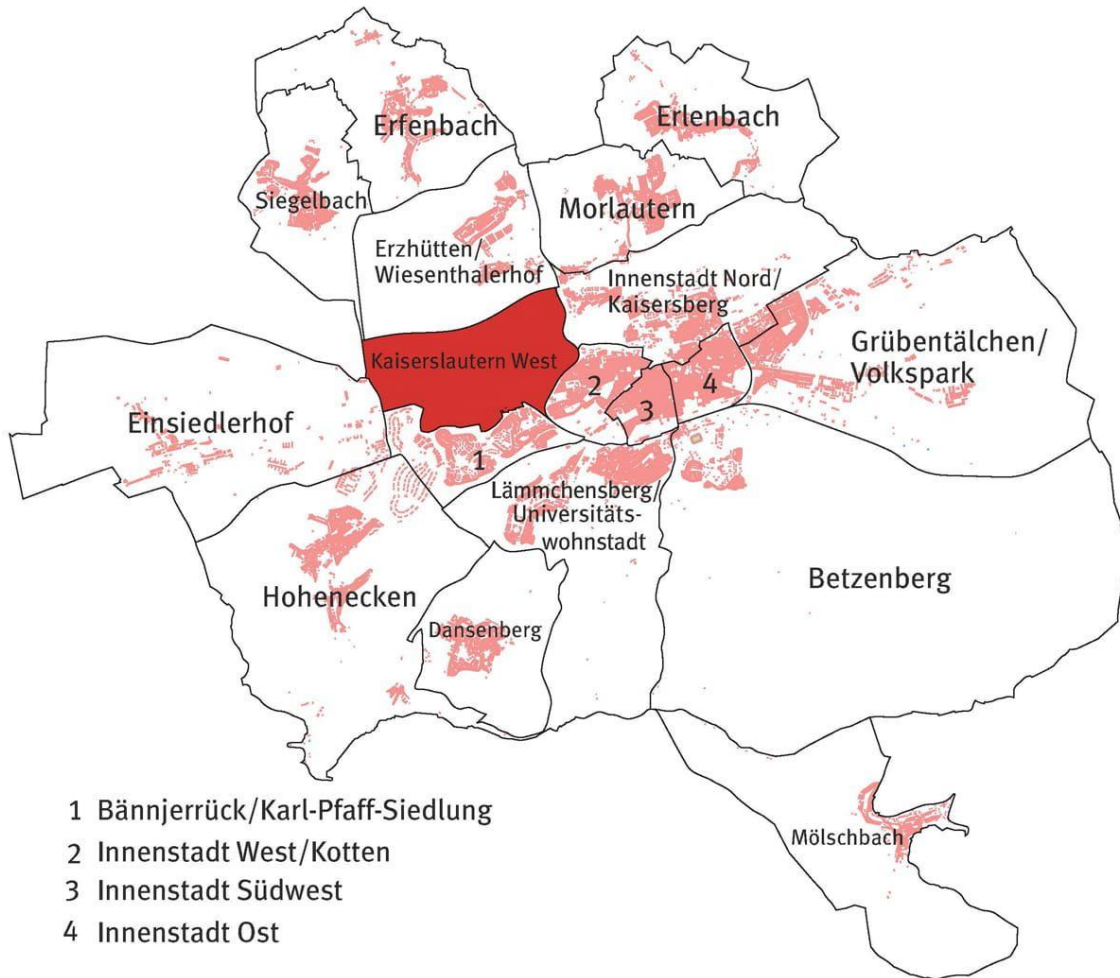 Erfenbach
Erlenbach
Siegelbach
Morlautern
Erzhütten/
Wiesenthalerhof
Innenstadt Nord/
Kaisersberg
Kaiserslautern West
Grübentälchen/
Volkspark
Einsiedlerhof
2
4
3
1
Lämmchensberg/
Universitäts-
wohnstadt
Betzenberg
Hohenecken
Dansenberg
Mölschbach
1 Bännjerrück/Karl-Pfaff-Siedlung
2 Innenstadt West/Kotten
3 Innenstadt Südwest
4 Innenstadt Ost